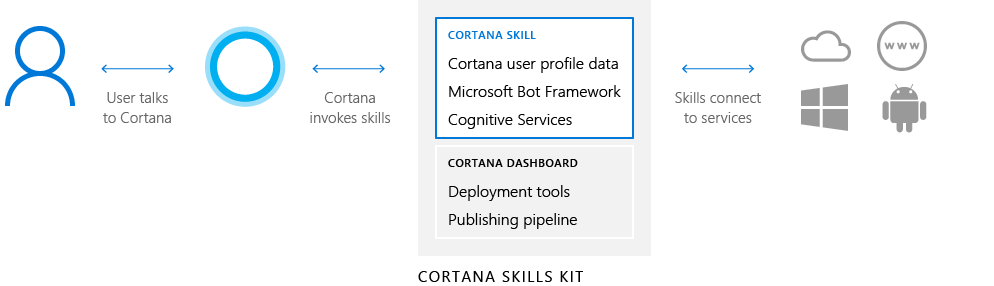 User talks
to Cortana
Cortana
invokes skills
CORTANA SKILL
Cortana user profile data
Microsoft Bot Framework
Cognitive Services
CORTANA DASHBOARD
Deployment tools
Publishing pipeline
CORTANA SKILLS KIT
Skills connect
to services
WWW